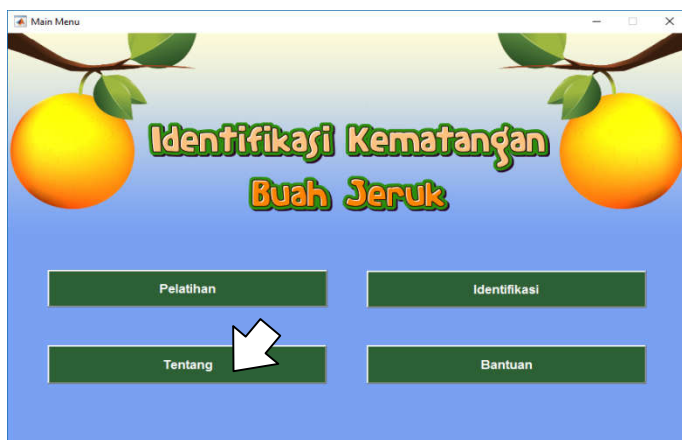 Main Menu
Identifikasi Kematangan
Buah Jeruk
Pelatihan
Identifikasi
Tentang
Bantuan